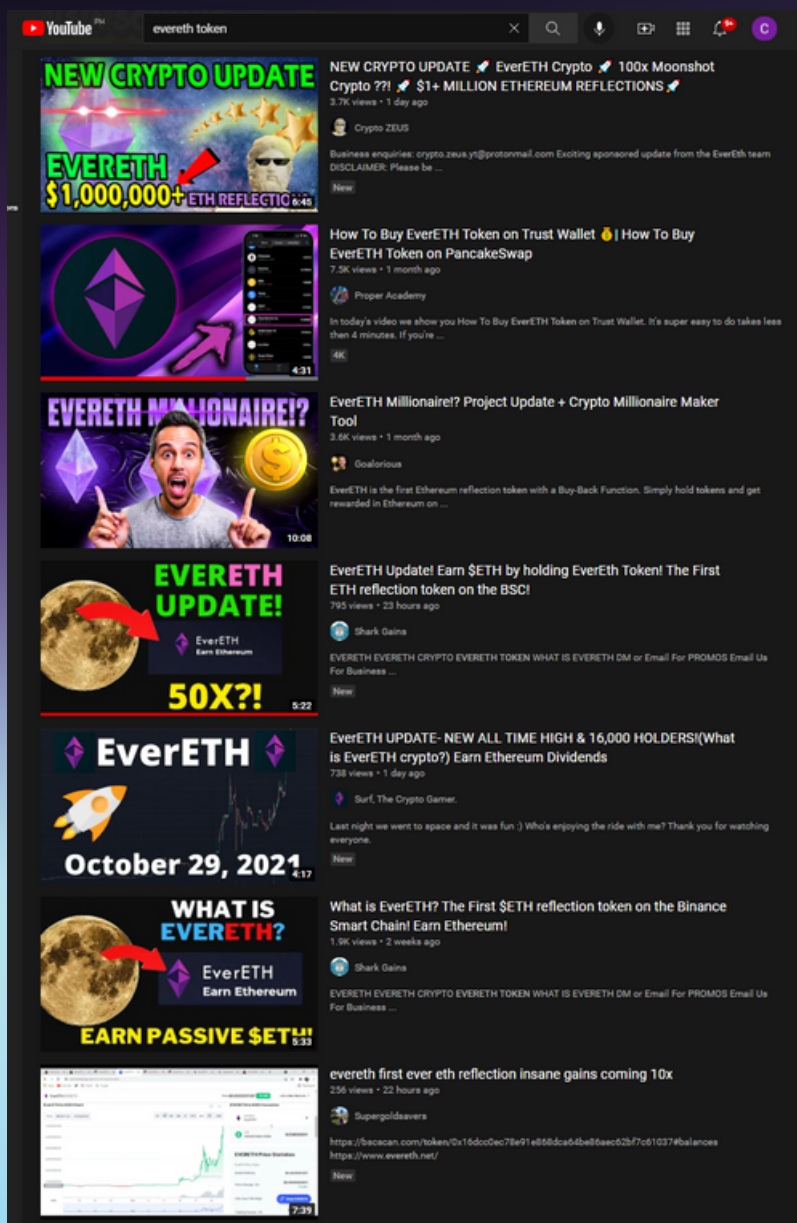 YouTube PH
evereth token
9+
C
NEW CRYPTO UPDATE
EVERETH
$1,000,000+ ETH REFLECTIONS
6:45
NEW CRYPTO UPDATE 🚀 EverETH Crypto 🚀 100x Moonshot
Crypto ??! 🚀 $1+ MILLION ETHEREUM REFLECTIONS🚀
3.7K views • 1 day ago
Crypto ZEUS
Business enquiries: crypto.zeus.yt@protonmail.com Exciting sponsored update from the EverEth team
DISCLAIMER: Please be ...
New
4:31
How To Buy EverETH Token on Trust Wallet 💰| How To Buy
EverETH Token on PancakeSwap
7.5K views • 1 month ago
Proper Academy
In today's video we show you How To Buy EverETH Token on Trust Wallet. It's super easy to do takes less
then 4 minutes. If you're ...
4K
EVERETH MILLIONAIRE!?
10:08
EverETH Millionaire!? Project Update + Crypto Millionaire Maker
Tool
3.6K views • 1 month ago
Goalorious
EverETH is the first Ethereum reflection token with a Buy-Back Function. Simply hold tokens and get
rewarded in Ethereum on ...
EVERETH
UPDATE!
EverETH
Earn Ethereum
50X?!
5:22
EverETH Update! Earn $ETH by holding EverEth Token! The First
ETH reflection token on the BSC!
795 views • 23 hours ago
Shark Gains
EVERETH EVERETH CRYPTO EVERETH TOKEN WHAT IS EVERETH DM or Email For PROMOS Email Us
For Business ...
New
EverETH
October 29, 2021
4:17
EverETH UPDATE- NEW ALL TIME HIGH & 16,000 HOLDERS!(What
is EverETH crypto?) Earn Ethereum Dividends
738 views • 1 day ago
Surf, The Crypto Gamer.
Last night we went to space and it was fun :) Who's enjoying the ride with me? Thank you for watching
everyone.
New
WHAT IS
EVERETH?
EverETH
Earn Ethereum
EARN PASSIVE $ETH!
5:33
What is EverETH? The First $ETH reflection token on the Binance
Smart Chain! Earn Ethereum!
1.9K views • 2 weeks ago
Shark Gains
EVERETH EVERETH CRYPTO EVERETH TOKEN WHAT IS EVERETH DM or Email For PROMOS Email Us
For Business ...
7:39
evereth first ever eth reflection insane gains coming 10x
256 views • 22 hours ago
Supergoldsavers
https://bscscan.com/token/0x16dcc0ec78e91e868dca64be86aec62bf7c61037#balances
https://www.evereth.net/
New